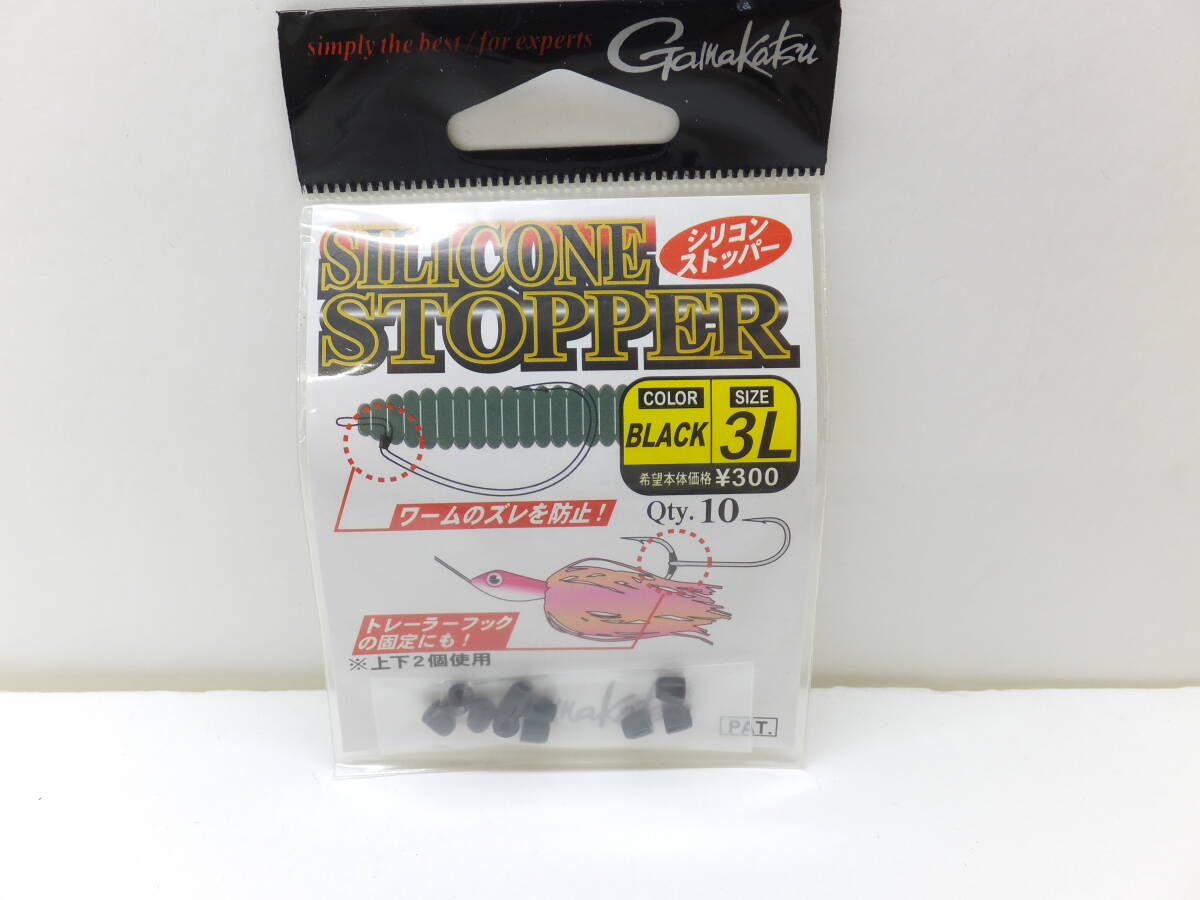 simply the best / for experts
Gamakatsu
SILICONE
STOPPER
シリコン
ストッパー
COLOR
BLACK
SIZE
3L
希望本体価格 ¥300
Qty. 10
ワームのズレを防止！
トレーラーフック
の固定にも！
※上下2個使用
Gamakatsu
PAT.